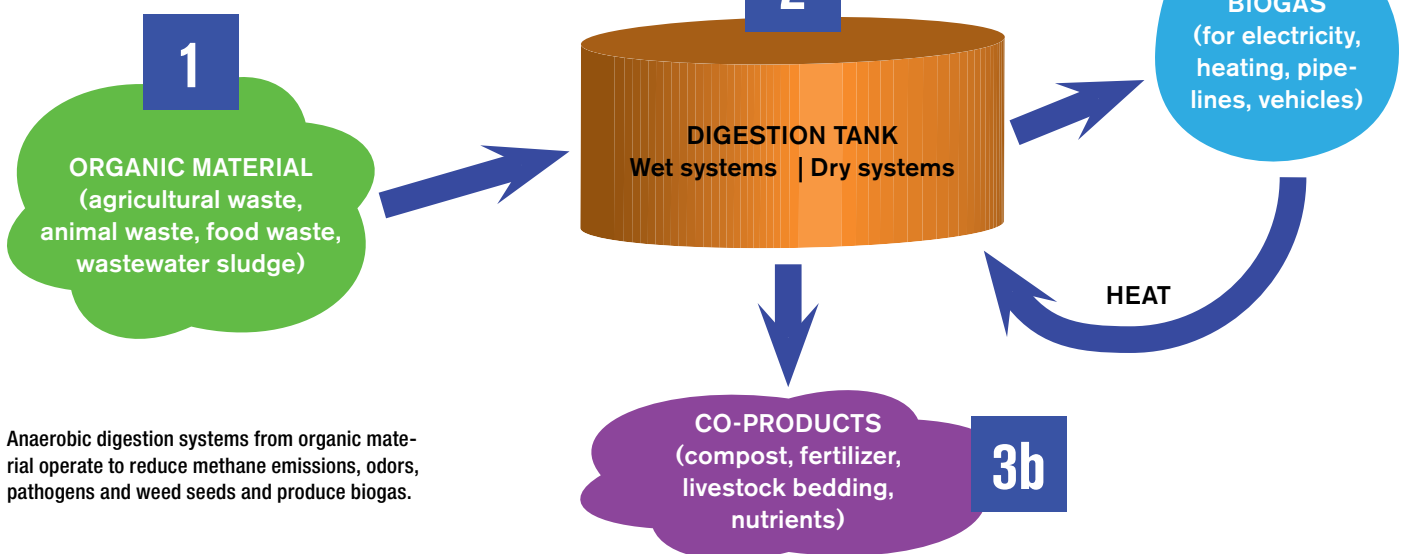 1
ORGANIC MATERIAL
(agricultural waste,
animal waste, food waste,
wastewater sludge)
2
DIGESTION TANK
Wet systems | Dry systems
BIOGAS
(for electricity,
heating, pipe-
lines, vehicles)
HEAT
CO-PRODUCTS
(compost, fertilizer,
livestock bedding,
nutrients)
3b
Anaerobic digestion systems from organic mate-
rial operate to reduce methane emissions, odors,
pathogens and weed seeds and produce biogas.